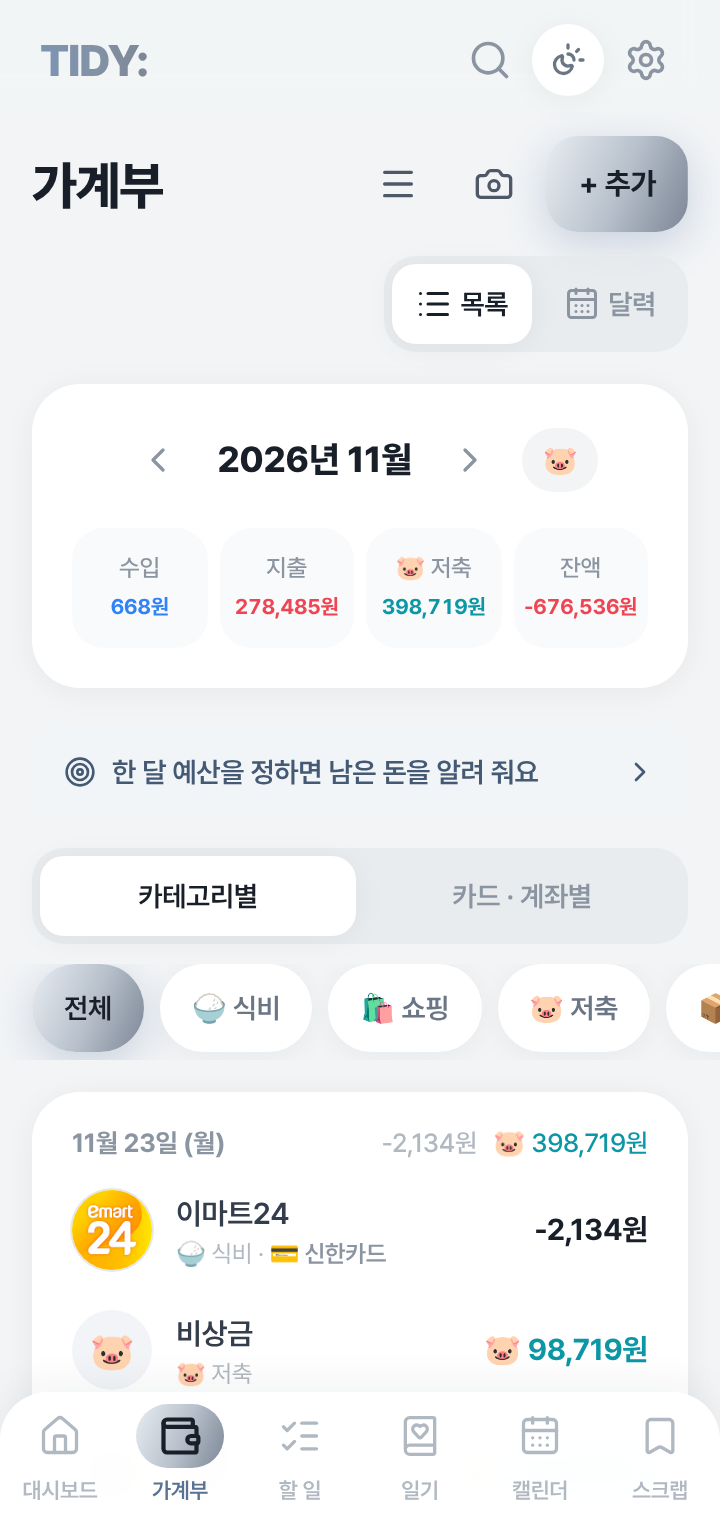 TIDY:
가계부
+ 추가
목록
달력
2026년 11월
수입
지출
저축
잔액
668원
278,485원
398,719원
-676,536원
한 달 예산을 정하면 남은 돈을 알려 줘요
카테고리별
카드 · 계좌별
전체
식비
쇼핑
저축
11월 23일 (월)
-2,134원
398,719원
emart
24
이마트24
식비 · 신한카드
-2,134원
비상금
저축
98,719원
대시보드
가계부
할 일
일기
캘린더
스크랩